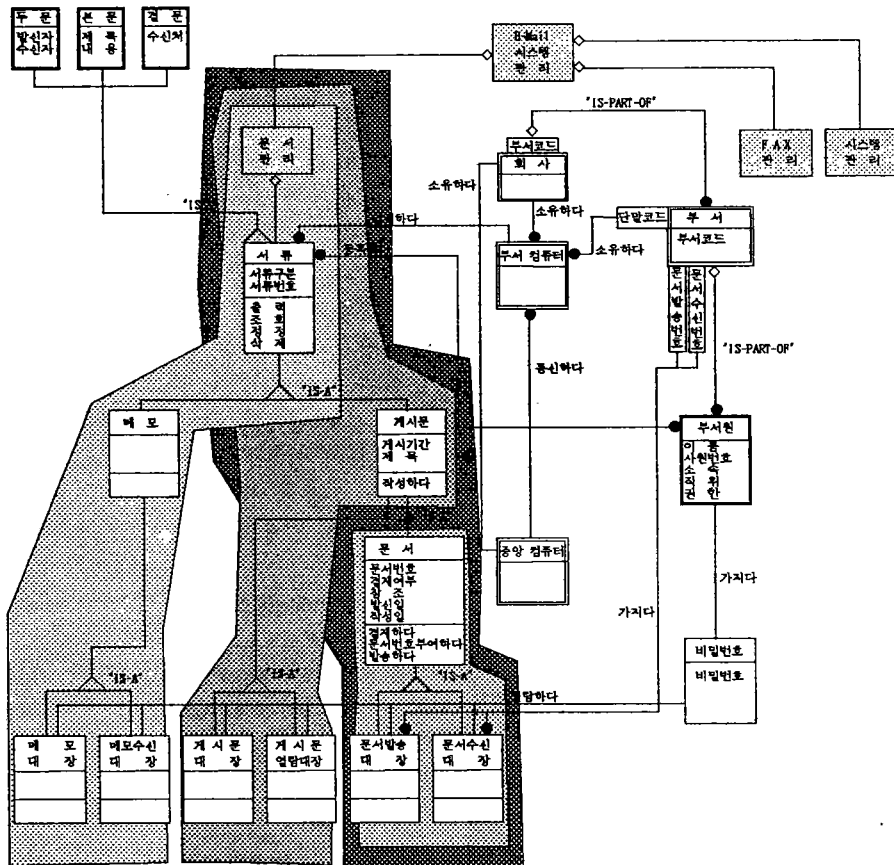 두 문
발신자
수신자
본 문
제 목
내 용
결 문
수신처
E-Mail
시스템
관 리
"IS-PART-OF"
F A X
관 리
시스템
관 리
문 서
관 리
부서코드
회 사
소유하다
소유하다
단말코드
부 서
부서코드
소유하다
부서 컴퓨터
문서발송번호
문서수신번호
서 류
서류구분
서류번호
출 력
조 회
정 정
삭 제
"IS-A"
통신하다
"IS-PART-OF"
메 모
게시문
게시기간
제 목
작성하다
부서원
이 름
사원번호
소 속
직 위
권 한
문 서
문서번호
결제여부
참 조
발신일
작성일
결제하다
문서번호부여하다
발송하다
중앙 컴퓨터
가지다
가지다
비밀번호
비밀번호
"IS-A"
"IS-A"
"IS-A"
메 모
대 장
메모수신
대 장
게 시 문
대 장
게 시 문
열람대장
문서발송
대 장
문서수신
대 장